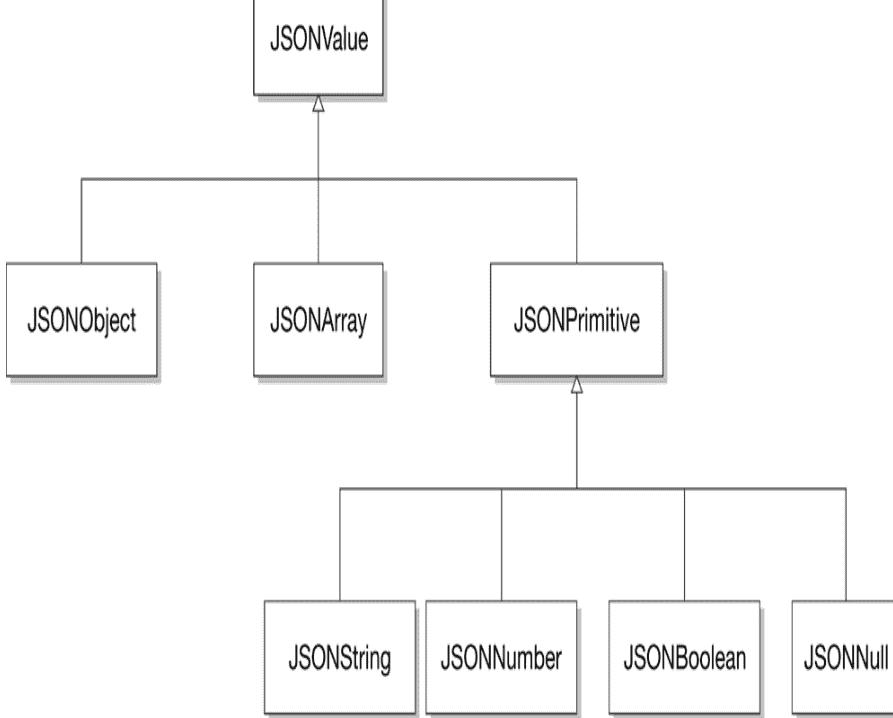 JSONValue
JSONObject
JSONArray
JSONPrimitive
JSONString
JSONNumber
JSONBoolean
JSONNull